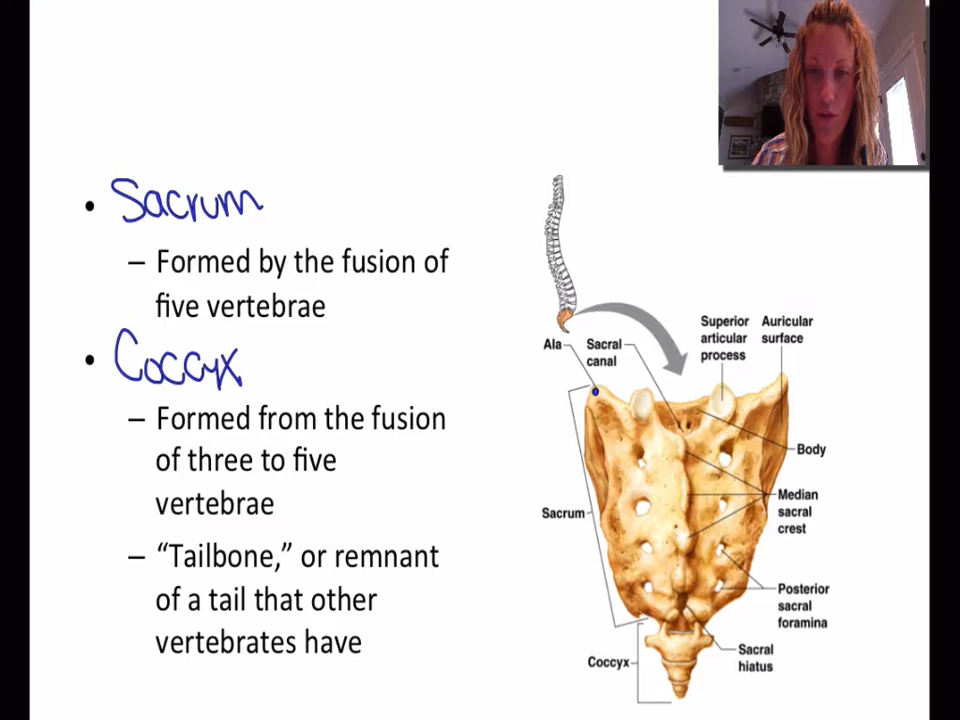 • Sacrum
– Formed by the fusion of
five vertebrae
• Coccyx
– Formed from the fusion
of three to five
vertebrae
– “Tailbone,” or remnant
of a tail that other
vertebrates have
Ala
Sacral
canal
Superior
articular
process
Auricular
surface
Body
Median
sacral
crest
Sacrum
Posterior
sacral
foramina
Sacral
hiatus
Coccyx